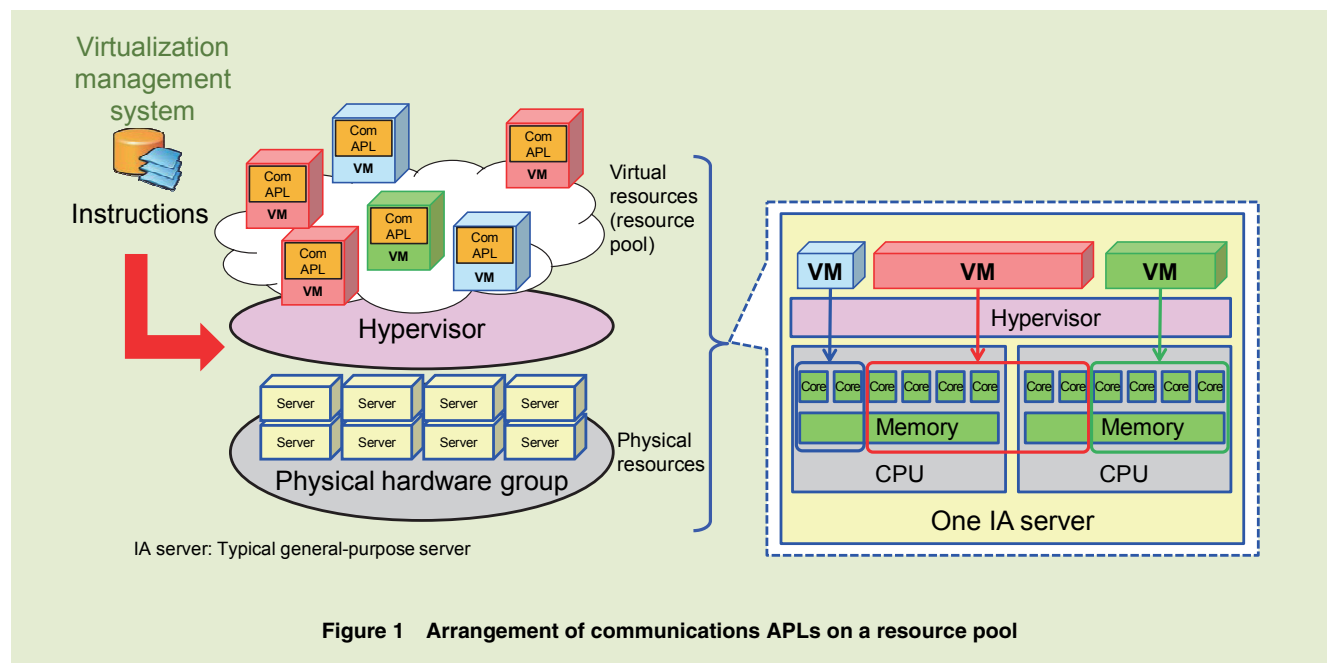 Virtualization
management
system
Instructions
Com
APL
VM
Com
APL
VM
Com
APL
VM
Com
APL
VM
Com
APL
VM
Com
APL
VM
Virtual
resources
(resource
pool)
Hypervisor
Server Server Server Server
Server Server Server Server
Physical hardware group
Physical
resources
IA server: Typical general-purpose server
VM VM VM
Hypervisor
Core Core Core Core Core Core Core Core Core Core Core Core
Memory Memory
CPU CPU
One IA server
Figure 1 Arrangement of communications APLs on a resource pool